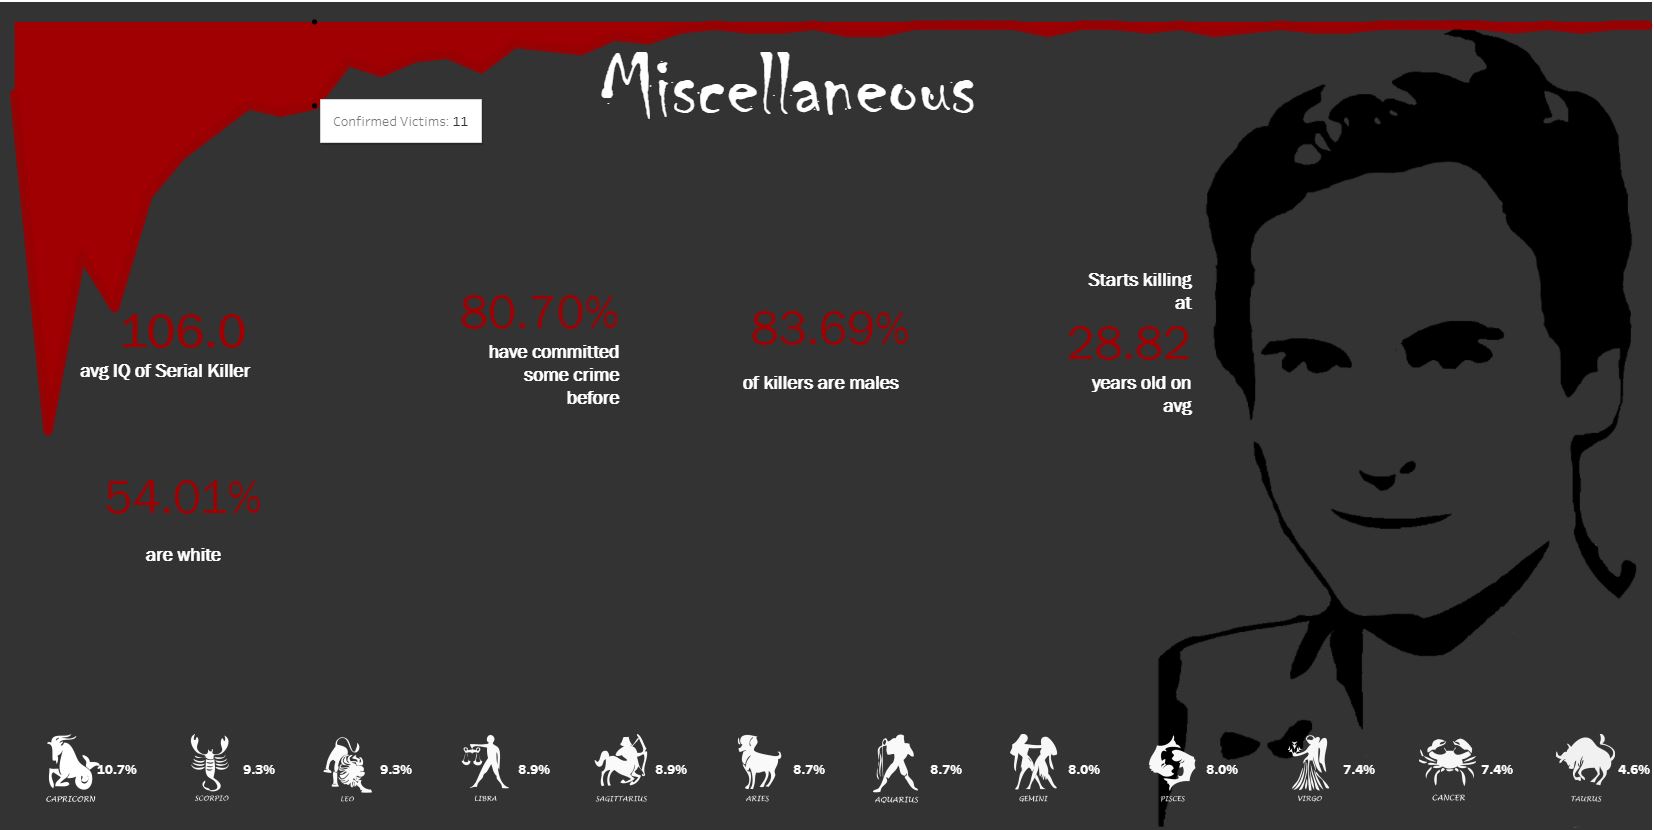 Miscellaneous
Confirmed Victims: 11
106.0
avg IQ of Serial Killer
80.70%
have committed
some crime
before
83.69%
of killers are males
Starts killing
at
28.82
years old on
avg
54.01%
are white
10.7%
CAPRICORN
9.3%
SCORPIO
9.3%
LEO
8.9%
LIBRA
8.9%
SAGITTARIUS
8.7%
ARIES
8.7%
AQUARIUS
8.0%
GEMINI
8.0%
PISCES
7.4%
VIRGO
7.4%
CANCER
4.6%
TAURUS